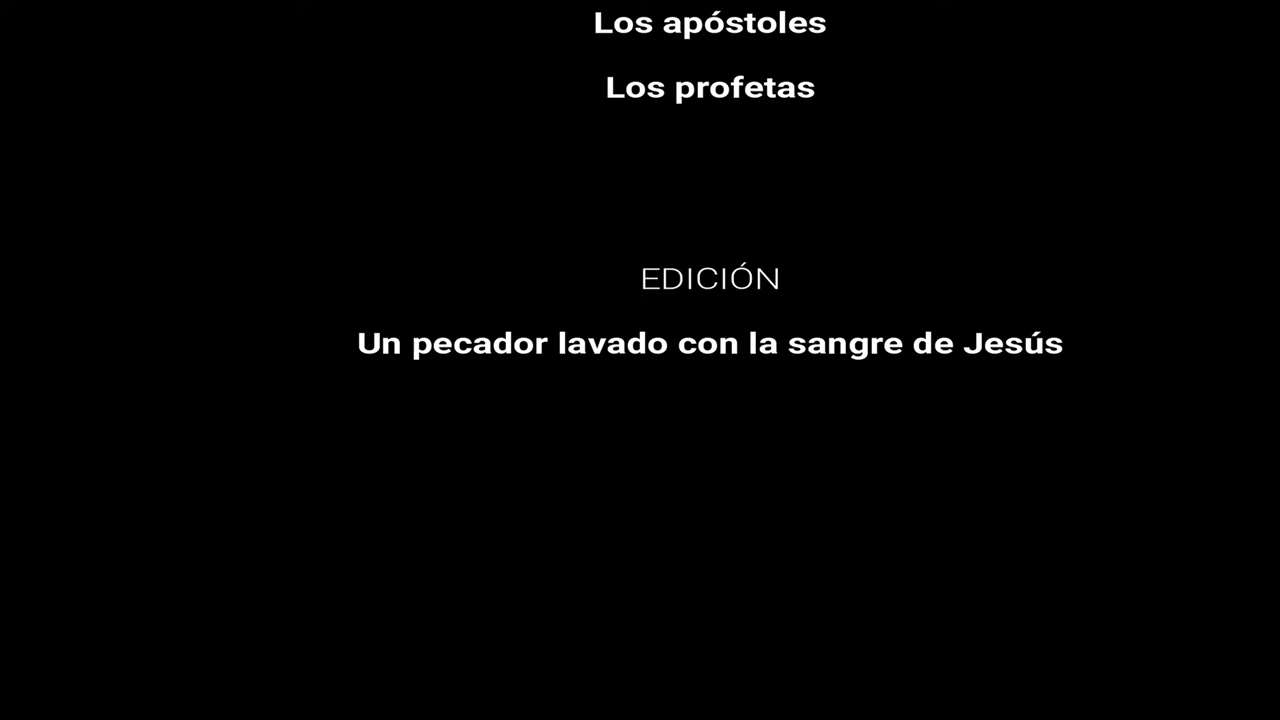 Los apóstoles
Los profetas
EDICIÓN
Un pecador lavado con la sangre de Jesús